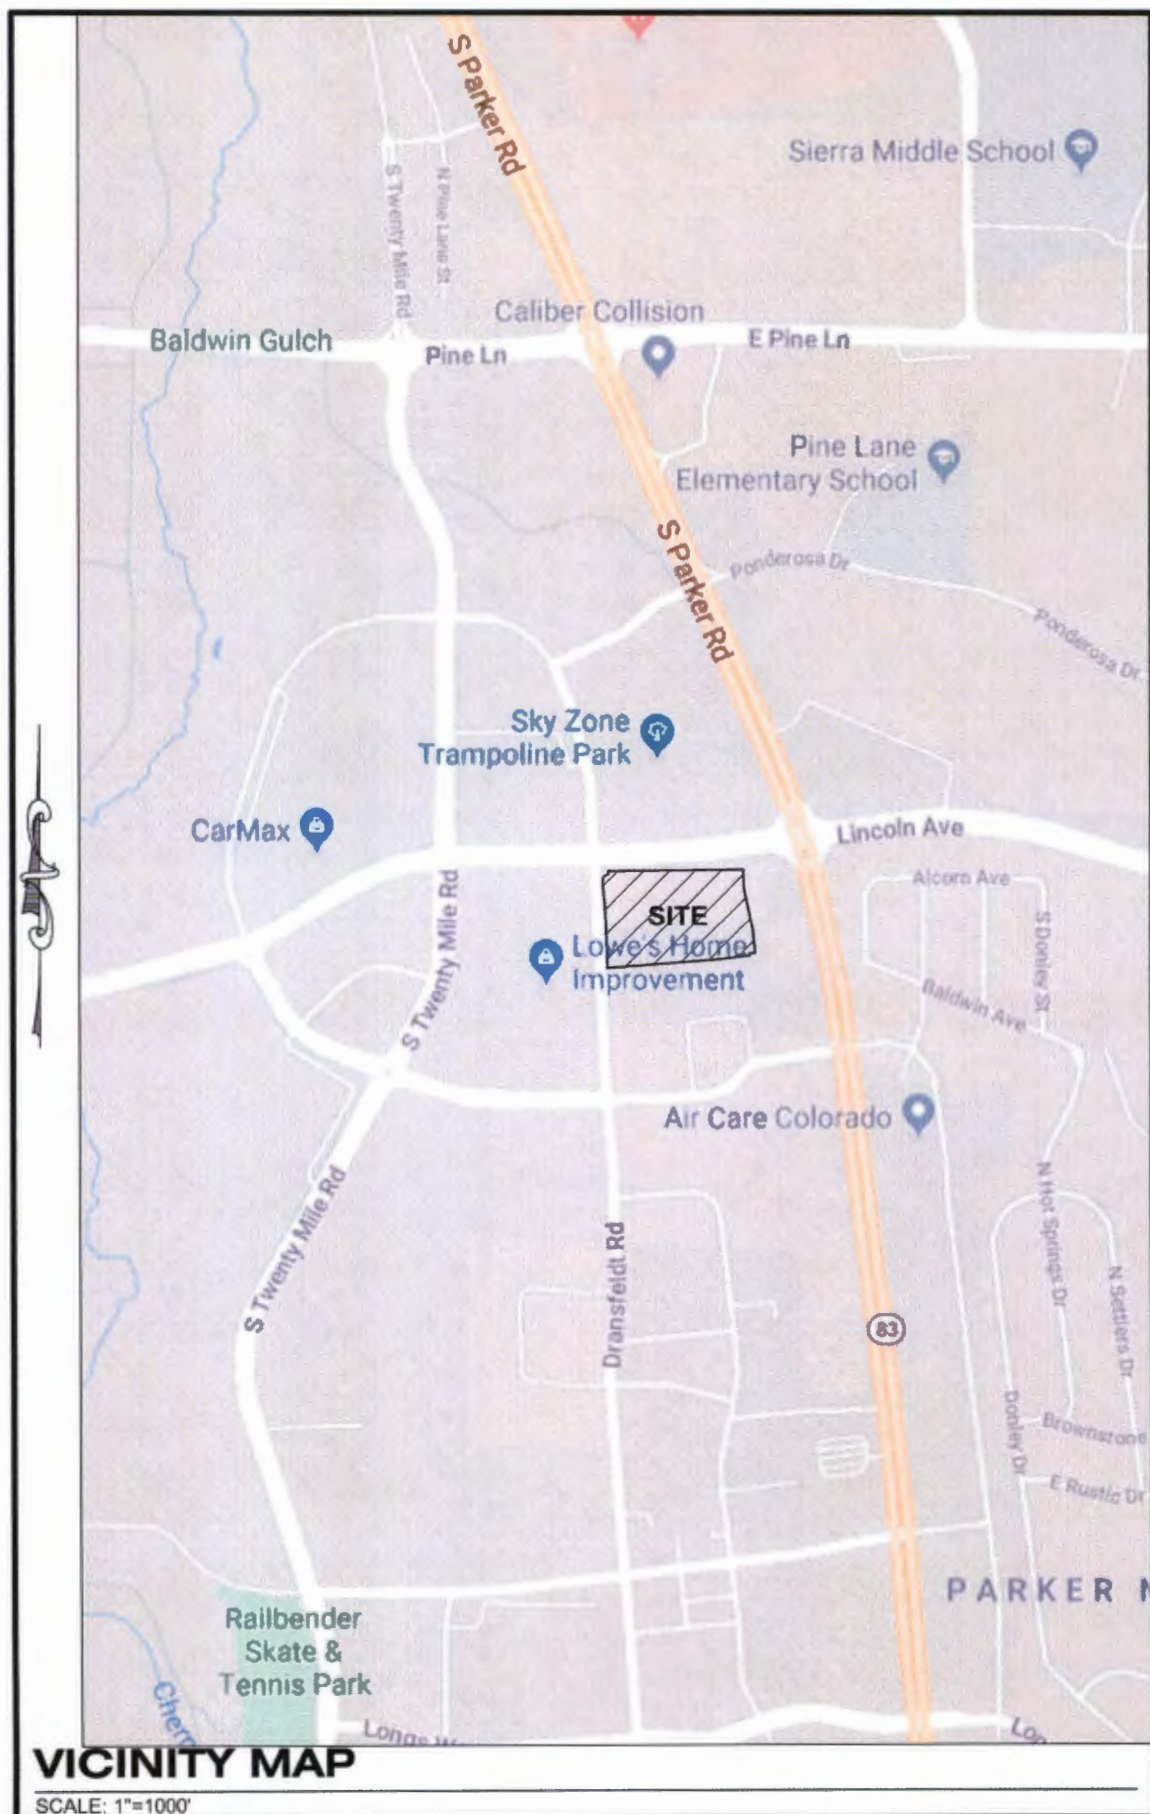 S Parker Rd
Sierra Middle School
S Twenty Mile Rd
N Pine Lane St
Caliber Collision
Baldwin Gulch
Pine Ln
E Pine Ln
Pine Lane
Elementary School
S Parker Rd
Ponderosa Dr
Ponderosa Dr
Sky Zone
Trampoline Park
CarMax
Lincoln Ave
Alcorn Ave
S Twenty Mile Rd
SITE
S Donley St
Lowe's Home
Improvement
Baldwin Ave
Air Care Colorado
S Twenty Mile Rd
N Hot Springs Dr
Dransfeldt Rd
N Settlers Dr
83
Donley Dr
Brownstone
E Rustic Dr
PARKER
Railbender
Skate &
Tennis Park
Longs
VICINITY MAP
SCALE: 1"=1000'